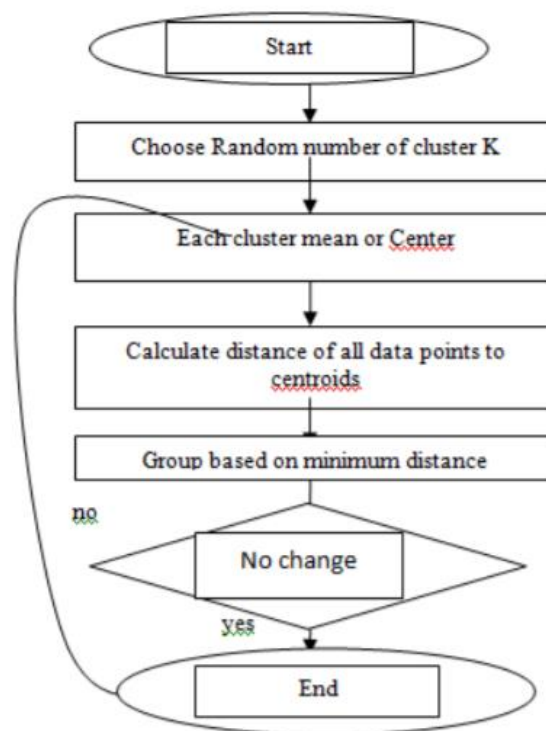 Start
Choose Random number of cluster K
Each cluster mean or Center
Calculate distance of all data points to
centroids
Group based on minimum distance
no
No change
yes
End